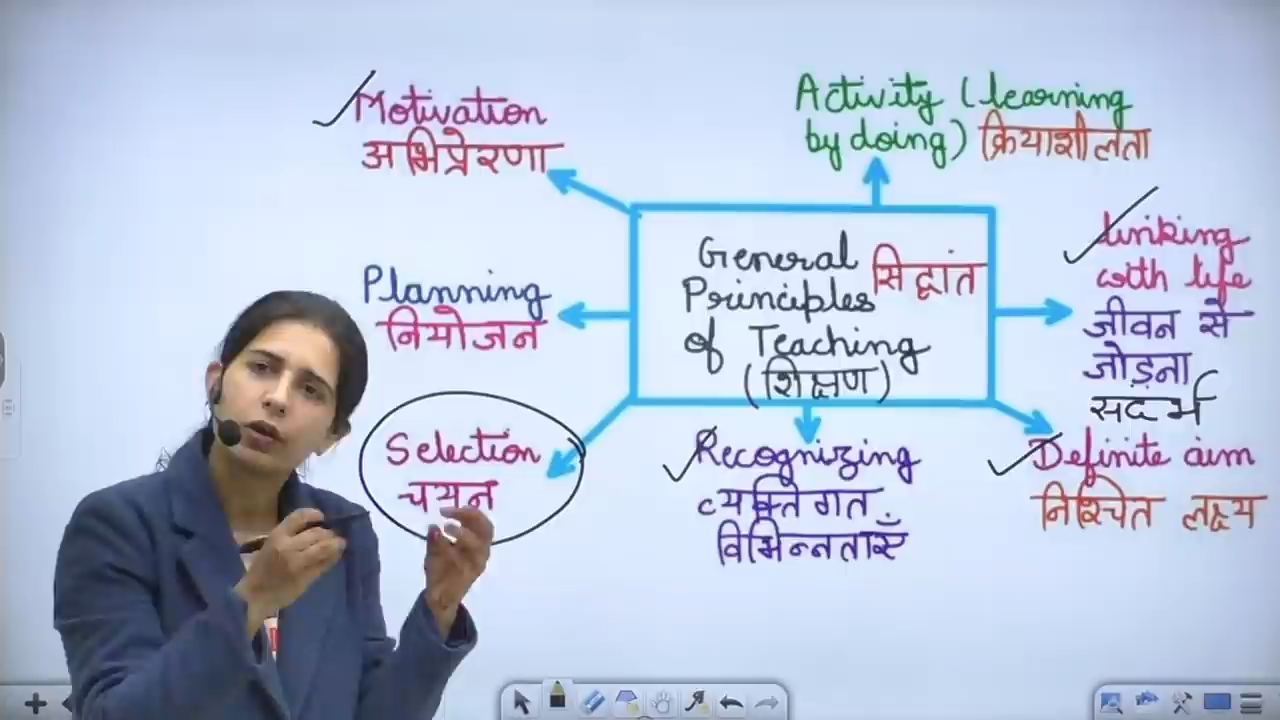 Motivation
अभिप्रेरणा
Activity (learning
by doing) क्रियाशीलता
General
Principles
of Teaching
(शिक्षण)
सिद्वांत
linking
with life
जीवन से
जोड़ना
संदर्भ
Planning
नियोजन
Selection
चयन
Recognizing
व्यक्तिगत
विभिन्नताएँ
Definite aim
निश्चित लक्ष्य